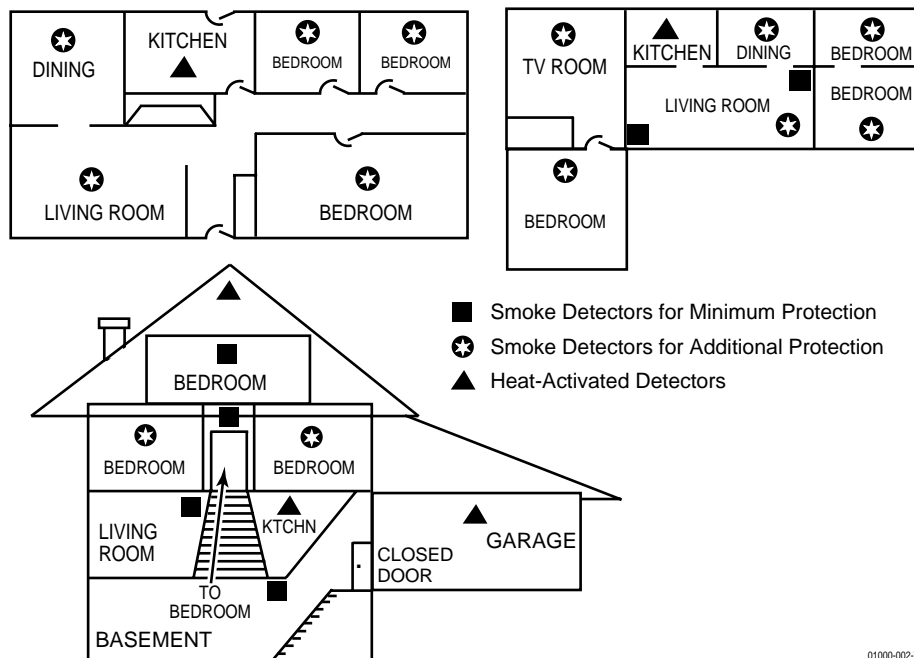 DINING
KITCHEN
BEDROOM
BEDROOM
LIVING ROOM
BEDROOM
TV ROOM
KITCHEN
DINING
BEDROOM
LIVING ROOM
BEDROOM
BEDROOM
Smoke Detectors for Minimum Protection
Smoke Detectors for Additional Protection
Heat-Activated Detectors
BEDROOM
BEDROOM
BEDROOM
LIVING
ROOM
KTCHN
TO
BEDROOM
BASEMENT
CLOSED
DOOR
GARAGE
01000-002-